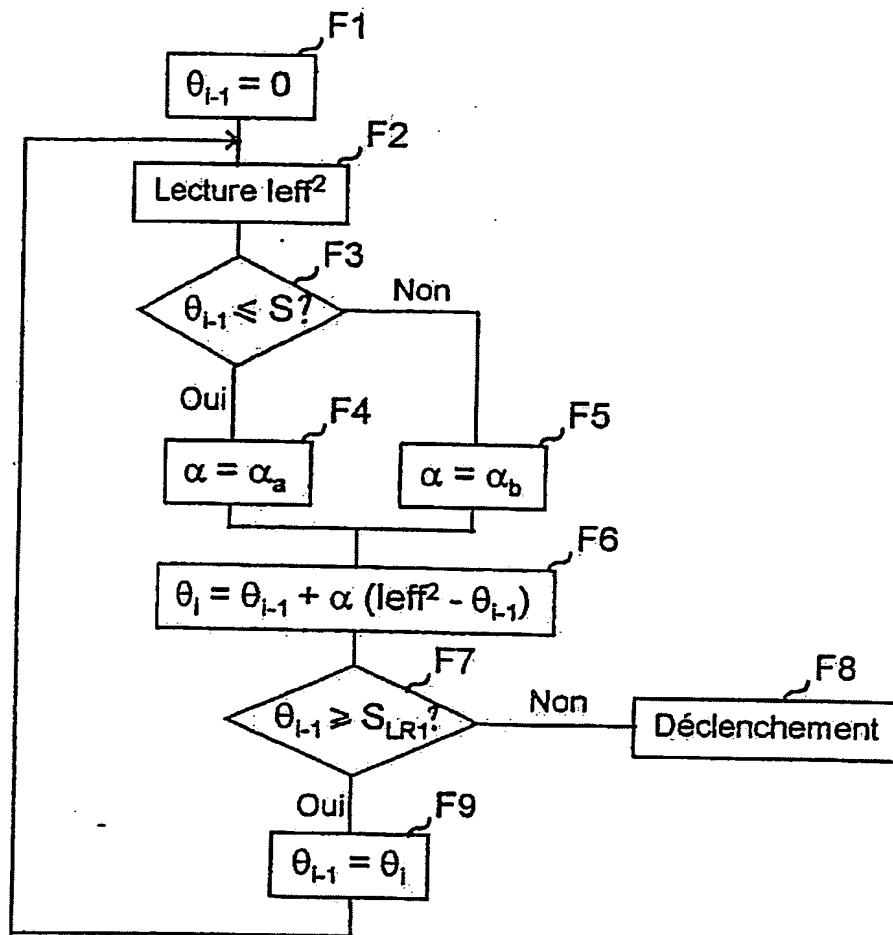 F1
θi-1 = 0
F2
Lecture Ieff²
F3
θi-1 ≤ S?
Non
Oui
F4
F5
α = αa
α = αb
F6
θi = θi-1 + α (Ieff² - θi-1)
F7
θi-1 ≥ SLR1?
Non
F8
Déclenchement
Oui
F9
θi-1 = θi